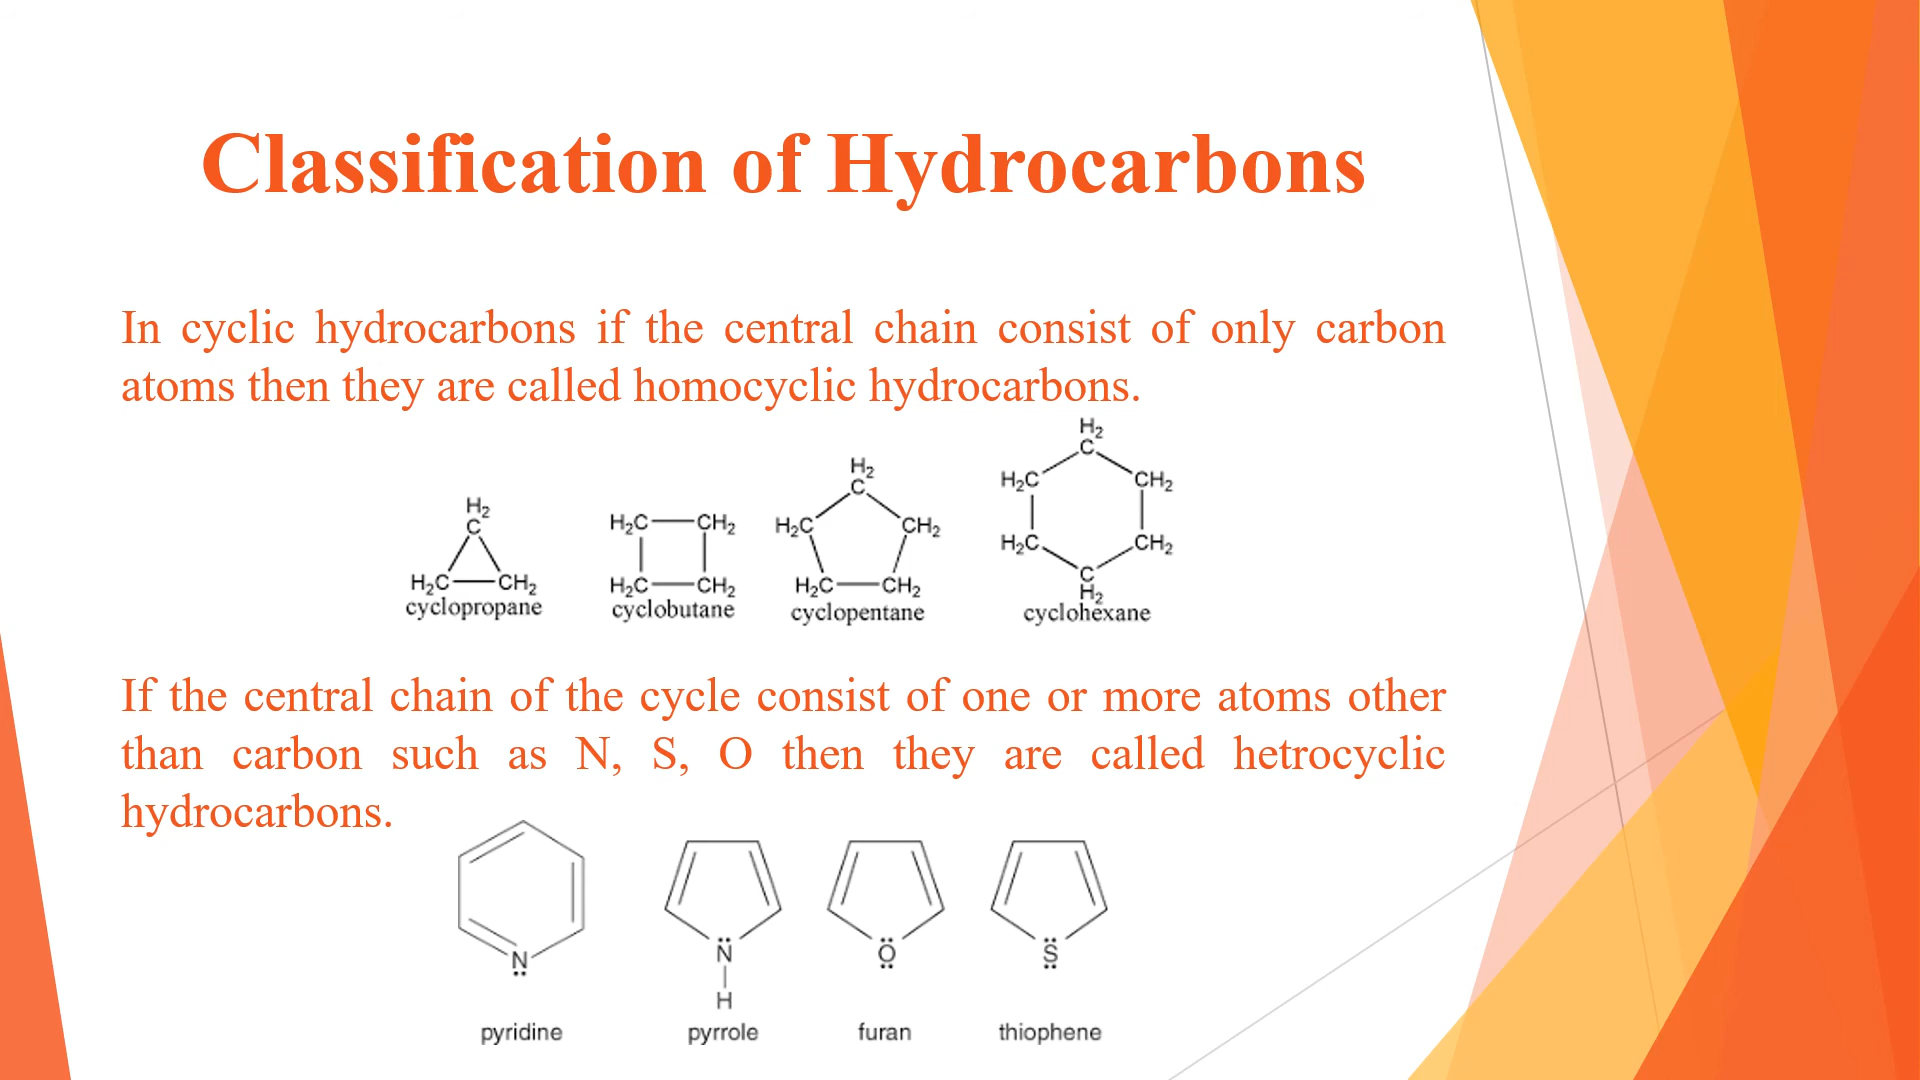 Classification of Hydrocarbons
In cyclic hydrocarbons if the central chain consist of only carbon
atoms then they are called homocyclic hydrocarbons.
H₂
C
H₂C CH₂
cyclopropane
H₂C CH₂
H₂C CH₂
cyclobutane
H₂
C
H₂C CH₂
H₂C CH₂
cyclopentane
H₂
C
H₂C CH₂
H₂C CH₂
C
H₂
cyclohexane
If the central chain of the cycle consist of one or more atoms other
than carbon such as N, S, O then they are called hetrocyclic
hydrocarbons.
N
pyridine
N
H
pyrrole
O
furan
S
thiophene